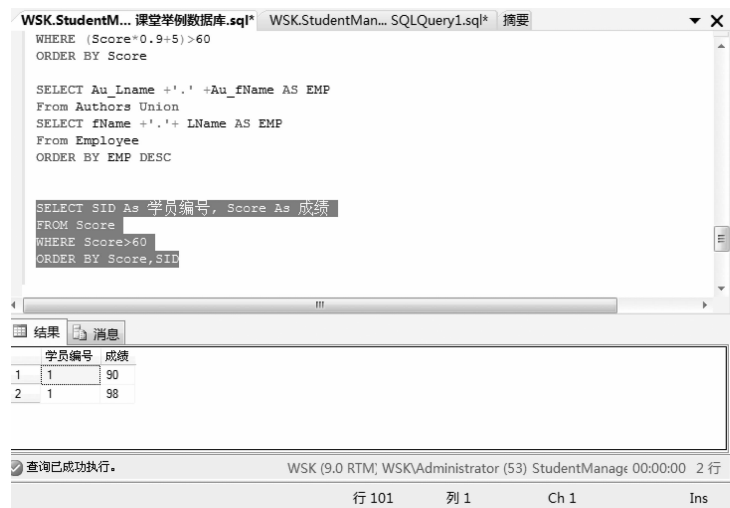 WSK.StudentM... 课堂举例数据库.sql* WSK.StudentMan... SQLQuery1.sql* 摘要
WHERE (Score*0.9+5)>60
ORDER BY Score
SELECT Au_Lname +'.' +Au_fName AS EMP
From Authors Union
SELECT fName +'.'+ LName AS EMP
From Employee
ORDER BY EMP DESC
SELECT SID As 学员编号, Score As 成绩
FROM Score
WHERE Score>60
ORDER BY Score,SID
结果 消息
学员编号 成绩
1 1 90
2 1 98
查询已成功执行。 WSK (9.0 RTM) WSK\Administrator (53) StudentManage 00:00:00 2 行
行 101 列 1 Ch 1 Ins